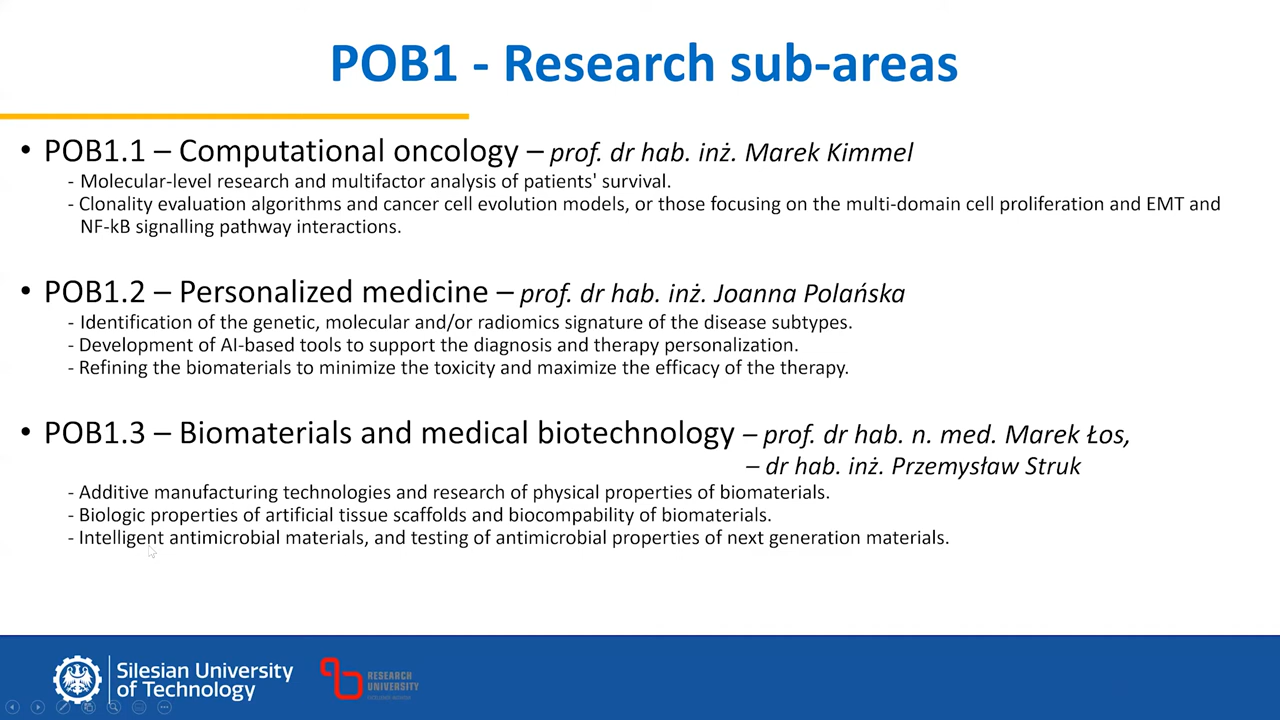 POB1 - Research sub-areas
• POB1.1 – Computational oncology – prof. dr hab. inż. Marek Kimmel
- Molecular-level research and multifactor analysis of patients' survival.
- Clonality evaluation algorithms and cancer cell evolution models, or those focusing on the multi-domain cell proliferation and EMT and
NF-kB signalling pathway interactions.
• POB1.2 – Personalized medicine – prof. dr hab. inż. Joanna Polańska
- Identification of the genetic, molecular and/or radiomics signature of the disease subtypes.
- Development of AI-based tools to support the diagnosis and therapy personalization.
- Refining the biomaterials to minimize the toxicity and maximize the efficacy of the therapy.
• POB1.3 – Biomaterials and medical biotechnology – prof. dr hab. n. med. Marek Łos,
– dr hab. inż. Przemysław Struk
- Additive manufacturing technologies and research of physical properties of biomaterials.
- Biologic properties of artificial tissue scaffolds and biocompability of biomaterials.
- Intelligent antimicrobial materials, and testing of antimicrobial properties of next generation materials.
Silesian University
of Technology
RESEARCH
UNIVERSITY